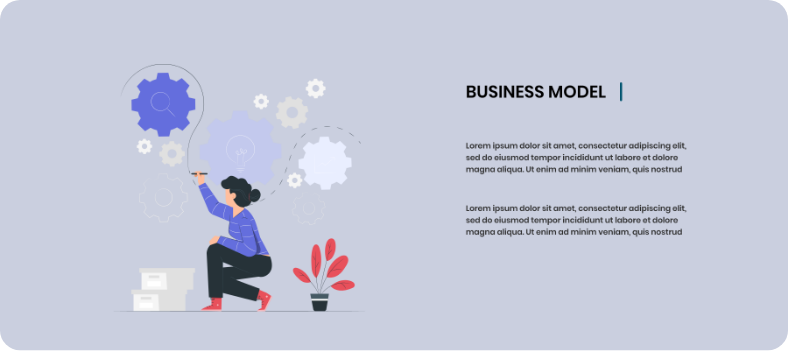 BUSINESS MODEL
Lorem ipsum dolor sit amet, consectetur adipiscing elit,
sed do eiusmod tempor incididunt ut labore et dolore
magna aliqua. Ut enim ad minim veniam, quis nostrud
Lorem ipsum dolor sit amet, consectetur adipiscing elit,
sed do eiusmod tempor incididunt ut labore et dolore
magna aliqua. Ut enim ad minim veniam, quis nostrud